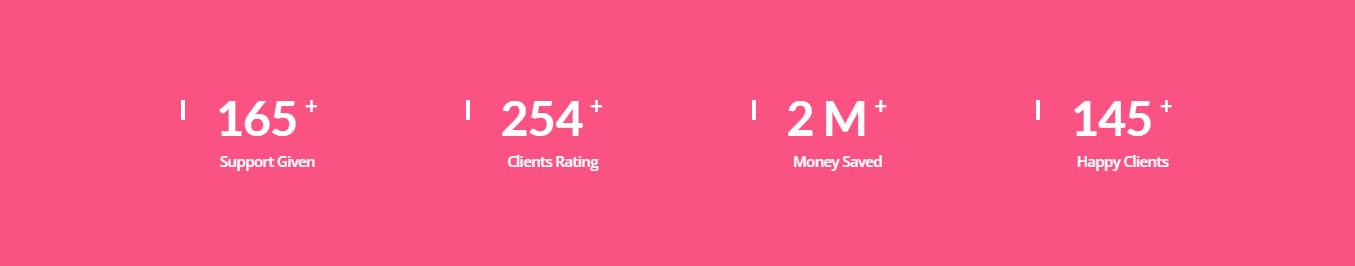 165 +
Support Given
254 +
Clients Rating
2 M +
Money Saved
145 +
Happy Clients